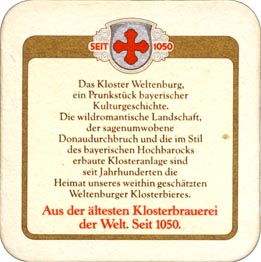 SEIT 1050
Das Kloster Weltenburg,
ein Prunkstück bayerischer
Kulturgeschichte.
Die wildromantische Landschaft,
der sagenumwobene
Donaudurchbruch und die im Stil
des bayerischen Hochbarocks
erbaute Klosteranlage sind
seit Jahrhunderten die
Heimat unseres weithin geschätzten
Weltenburger Klosterbieres.
Aus der ältesten Klosterbrauerei
der Welt. Seit 1050.